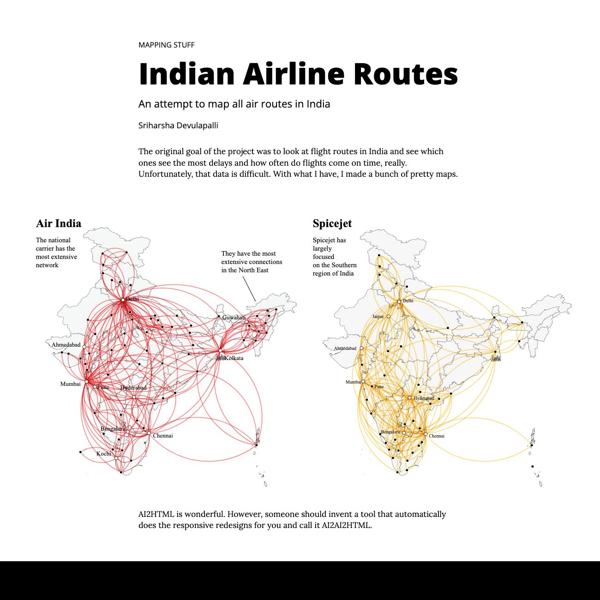 MAPPING STUFF
Indian Airline Routes
An attempt to map all air routes in India
Sriharsha Devulapalli
The original goal of the project was to look at flight routes in India and see which
ones see the most delays and how often do flights come on time, really.
Unfortunately, that data is difficult. With what I have, I made a bunch of pretty maps.
Air India
The national
carrier has the
most extensive
network
They have the most
extensive connections
in the North East
Delhi
Guwahati
Ahmedabad
Kolkata
Mumbai
Pune
Hyderabad
Bengaluru
Chennai
Kochi
Spicejet
Spicejet has
largely
focused
on the Southern
region of India
Delhi
Jaipur
Ahmedabad
Mumbai
Pune
Hyderabad
Bengaluru
Chennai
AI2HTML is wonderful. However, someone should invent a tool that automatically
does the responsive redesigns for you and call it AI2AI2HTML.